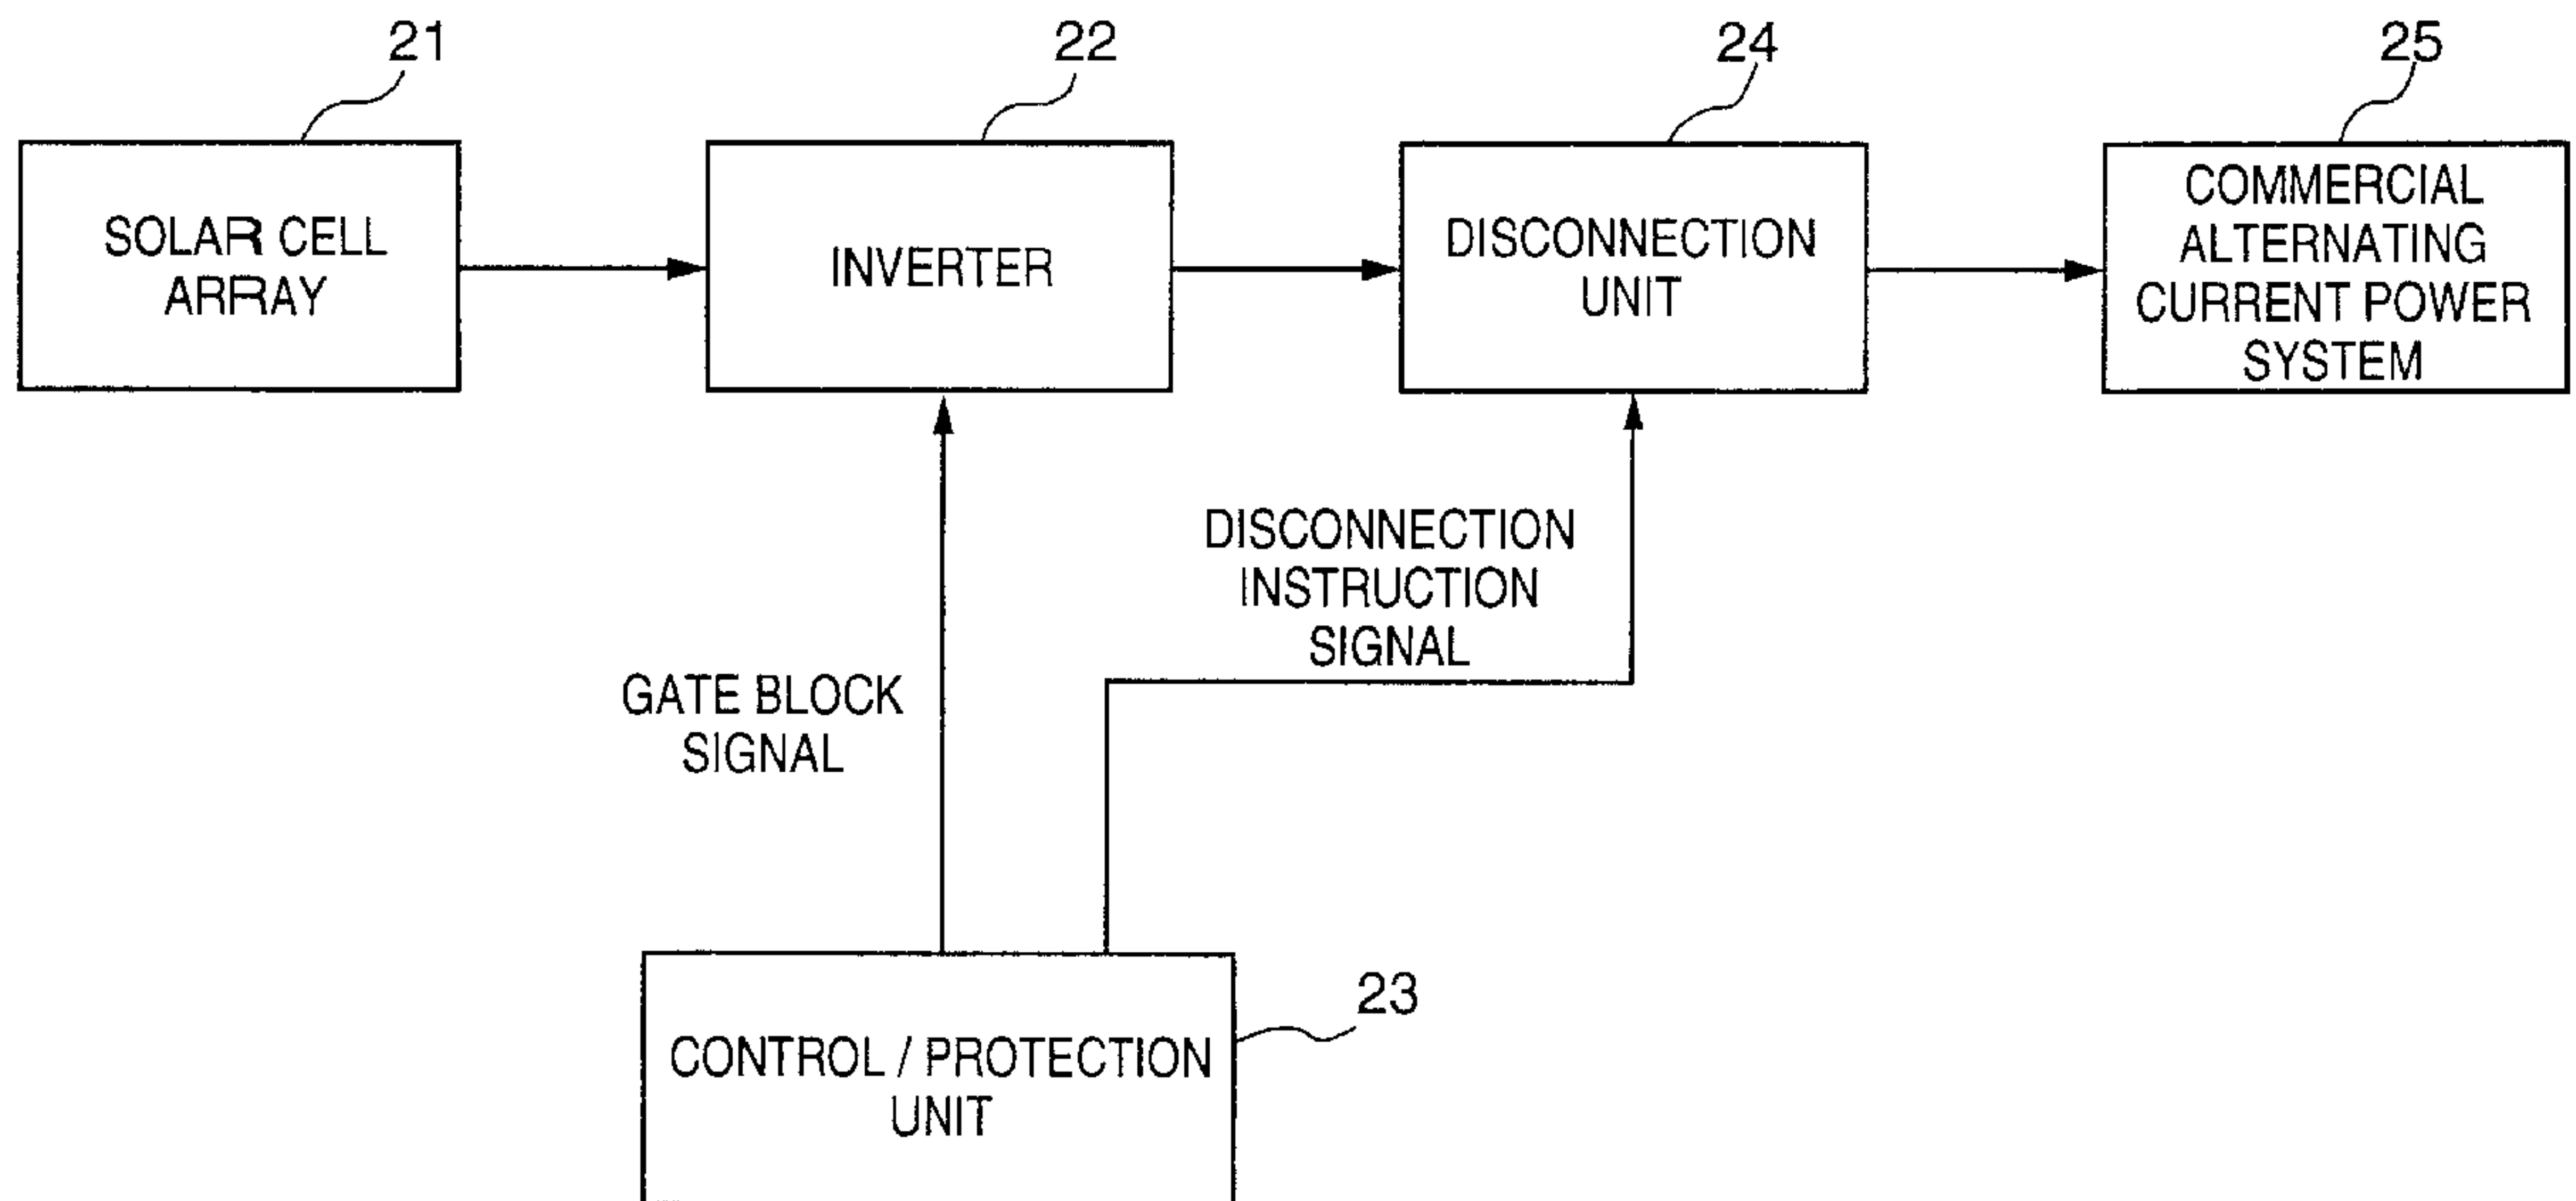 21
22
24
25
SOLAR CELL
ARRAY
INVERTER
DISCONNECTION
UNIT
COMMERCIAL
ALTERNATING
CURRENT POWER
SYSTEM
DISCONNECTION
INSTRUCTION
SIGNAL
GATE BLOCK
SIGNAL
23
CONTROL / PROTECTION
UNIT